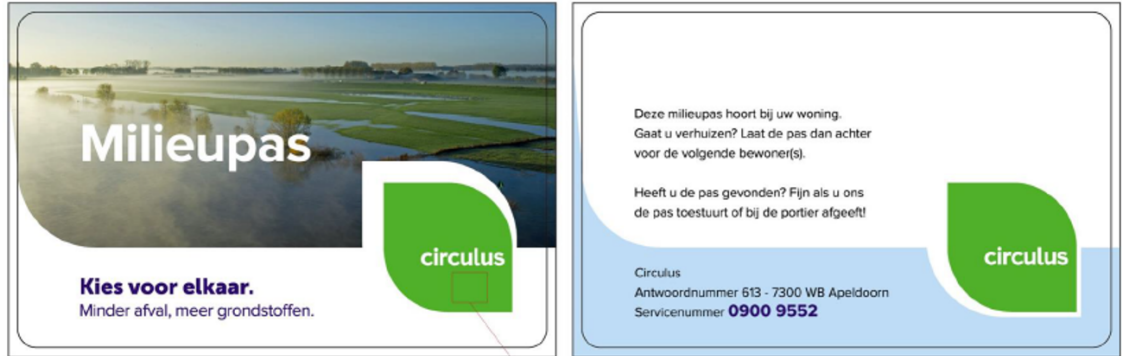 Milieupas
circulus
Kies voor elkaar.
Minder afval, meer grondstoffen.
Deze milieupas hoort bij uw woning.
Gaat u verhuizen? Laat de pas dan achter
voor de volgende bewoner(s).
Heeft u de pas gevonden? Fijn als u ons
de pas toestuurt of bij de portier afgeeft!
circulus
Circulus
Antwoordnummer 613 - 7300 WB Apeldoorn
Servicenummer 0900 9552